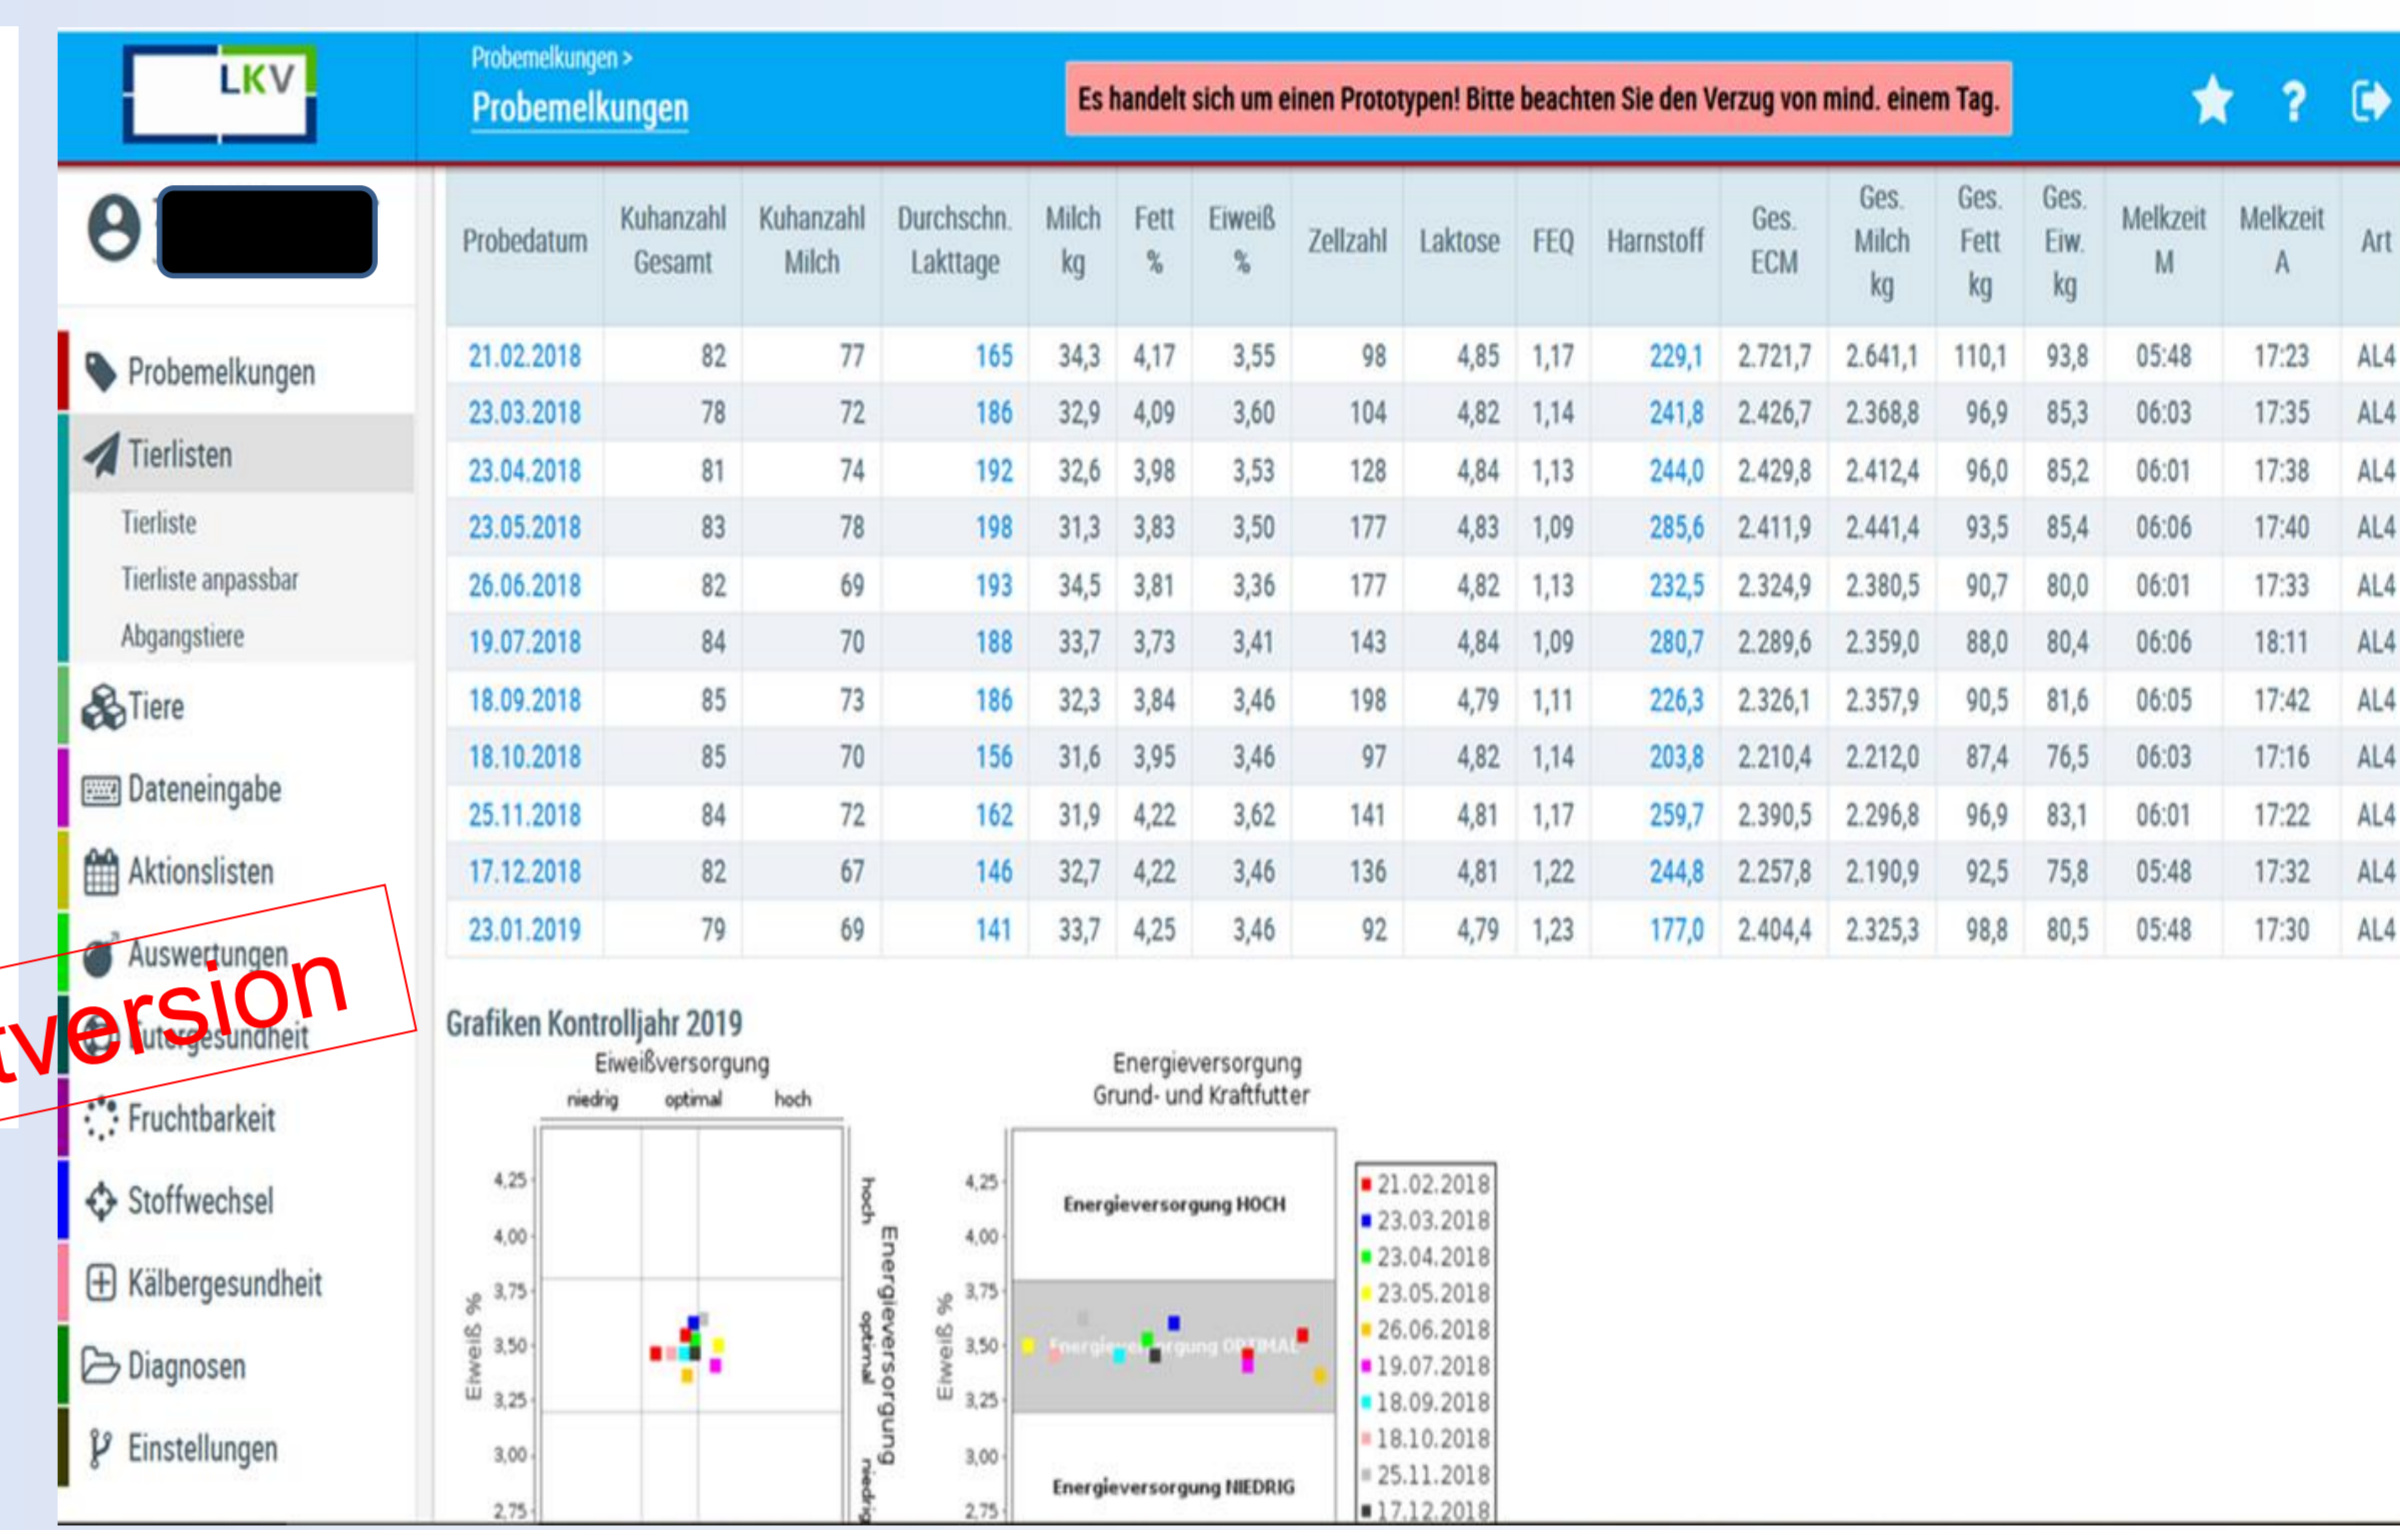 LKV
Probemelkungen >
Probemelkungen
Es handelt sich um einen Prototypen! Bitte beachten Sie den Verzug von mind. einem Tag.
?
Probemelkungen
Tierlisten
Tierliste
Tierliste anpassbar
Abgangstiere
Tiere
Dateneingabe
Aktionslisten
Auswertungen
Eutergesundheit
Fruchtbarkeit
Stoffwechsel
Kälbergesundheit
Diagnosen
Einstellungen
tversion
Probedatum Kuhanzahl Gesamt Kuhanzahl Milch Durchschn. Lakttage Milch kg Fett % Eiweiß % Zellzahl Laktose FEQ Harnstoff Ges. ECM Ges. Milch kg Ges. Fett kg Ges. Eiw. kg Melkzeit M Melkzeit A Art
21.02.2018 82 77 165 34,3 4,17 3,55 98 4,85 1,17 229,1 2.721,7 2.641,1 110,1 93,8 05:48 17:23 AL4
23.03.2018 78 72 186 32,9 4,09 3,60 104 4,82 1,14 241,8 2.426,7 2.368,8 96,9 85,3 06:03 17:35 AL4
23.04.2018 81 74 192 32,6 3,98 3,53 128 4,84 1,13 244,0 2.429,8 2.412,4 96,0 85,2 06:01 17:38 AL4
23.05.2018 83 78 198 31,3 3,83 3,50 177 4,83 1,09 285,6 2.411,9 2.441,4 93,5 85,4 06:06 17:40 AL4
26.06.2018 82 69 193 34,5 3,81 3,36 177 4,82 1,13 232,5 2.324,9 2.380,5 90,7 80,0 06:01 17:33 AL4
19.07.2018 84 70 188 33,7 3,73 3,41 143 4,84 1,09 280,7 2.289,6 2.359,0 88,0 80,4 06:06 18:11 AL4
18.09.2018 85 73 186 32,3 3,84 3,46 198 4,79 1,11 226,3 2.326,1 2.357,9 90,5 81,6 06:05 17:42 AL4
18.10.2018 85 70 156 31,6 3,95 3,46 97 4,82 1,14 203,8 2.210,4 2.212,0 87,4 76,5 06:03 17:16 AL4
25.11.2018 84 72 162 31,9 4,22 3,62 141 4,81 1,17 259,7 2.390,5 2.296,8 96,9 83,1 06:01 17:22 AL4
17.12.2018 82 67 146 32,7 4,22 3,46 136 4,81 1,22 244,8 2.257,8 2.190,9 92,5 75,8 05:48 17:32 AL4
23.01.2019 79 69 141 33,7 4,25 3,46 92 4,79 1,23 177,0 2.404,4 2.325,3 98,8 80,5 05:48 17:30 AL4
Grafiken Kontrolljahr 2019
Eiweißversorgung
niedrig optimal hoch
Eiweiß %
4,25
4,00
3,75
3,50
3,25
3,00
2,75
hoch optimal niedrig
Energieversorgung
Energieversorgung
Grund- und Kraftfutter
Eiweiß %
4,25
4,00
3,75
3,50
3,25
3,00
2,75
Energieversorgung HOCH
Energieversorgung OPTIMAL
Energieversorgung NIEDRIG
21.02.2018
23.03.2018
23.04.2018
23.05.2018
26.06.2018
19.07.2018
18.09.2018
18.10.2018
25.11.2018
17.12.2018